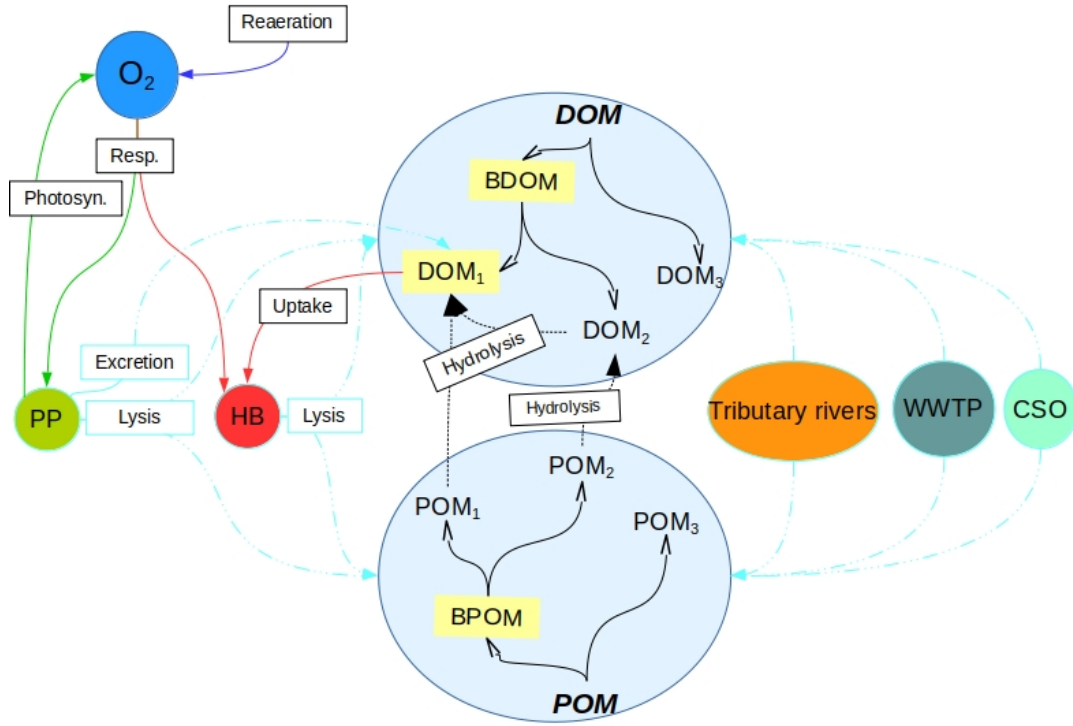 Reaeration
O₂
Resp.
Photosyn.
DOM
BDOM
DOM₁
DOM₃
Uptake
DOM₂
Hydrolysis
Excretion
PP
Lysis
HB
Lysis
Hydrolysis
Tributary rivers
WWTP
CSO
POM₂
POM₁
POM₃
BPOM
POM